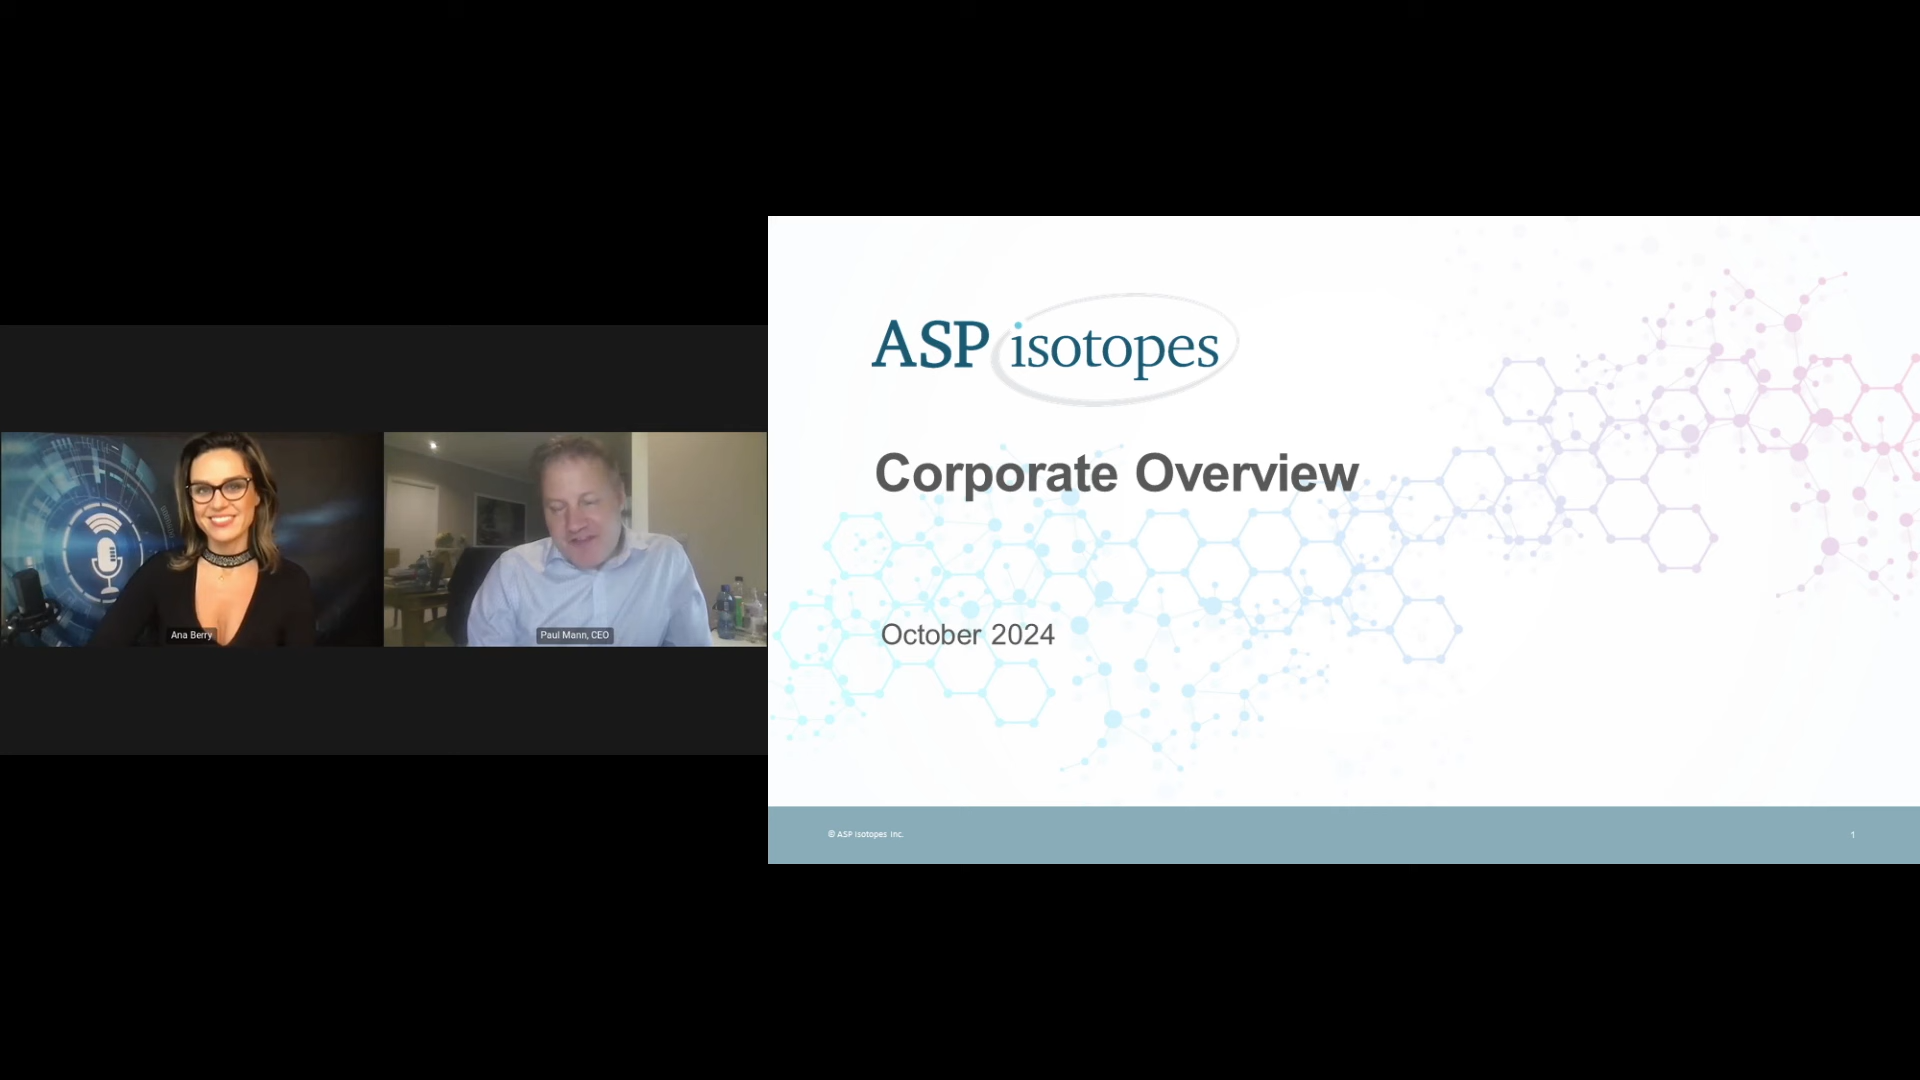 Ana Berry
Paul Mann, CEO
ASP isotopes
Corporate Overview
October 2024
© ASP Isotopes Inc.
1